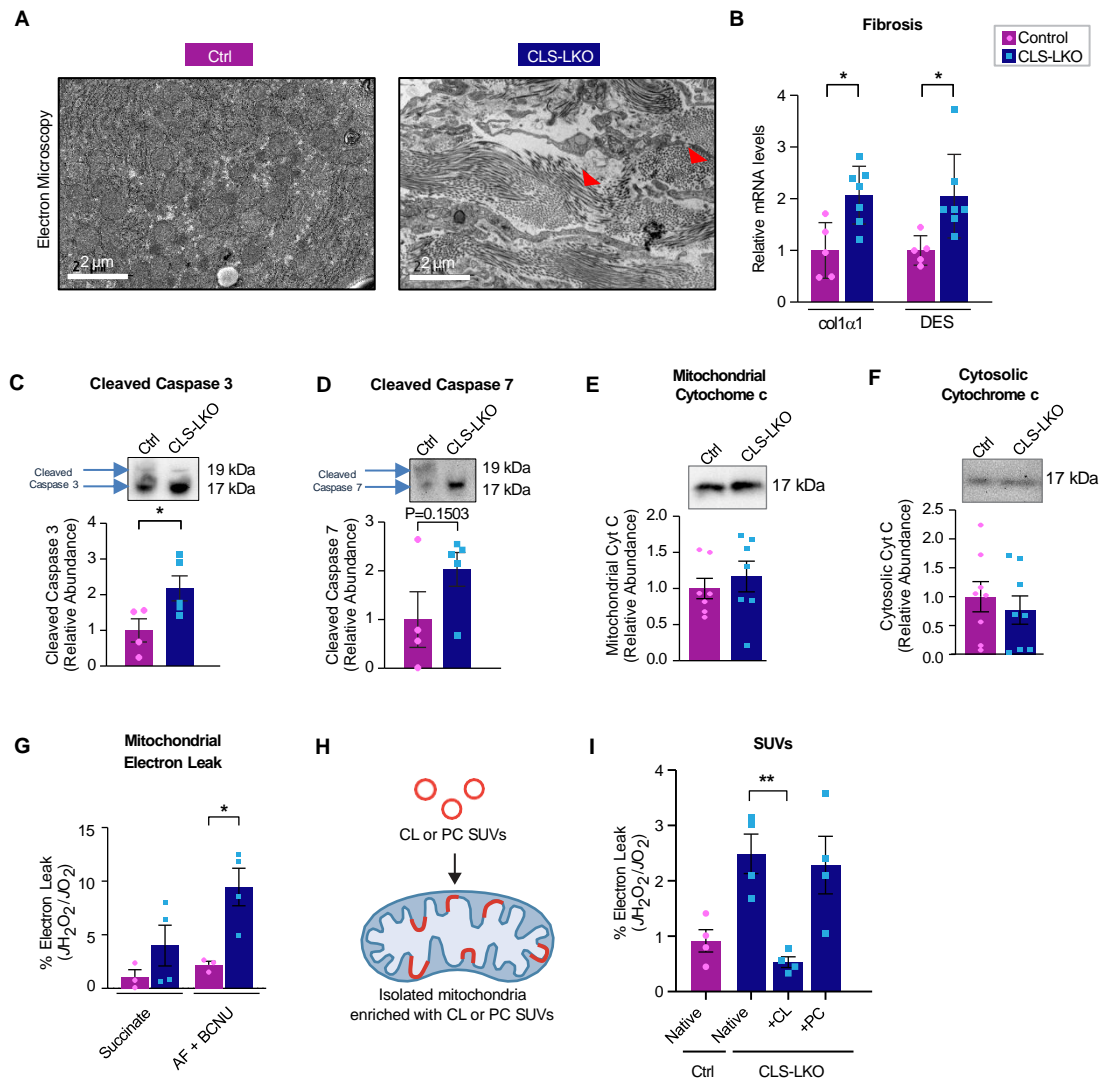 A
Ctrl
CLS-LKO
Electron Microscopy
2 µm
2 µm
B
Fibrosis
Control
CLS-LKO
Relative mRNA levels
4
3
2
1
0
*
*
col1α1
DES
C
Cleaved Caspase 3
Ctrl
CLS-LKO
Cleaved
Caspase 3
19 kDa
17 kDa
Cleaved Caspase 3
(Relative Abundance)
4
3
2
1
0
*
D
Cleaved Caspase 7
Ctrl
CLS-LKO
Cleaved
Caspase 7
19 kDa
17 kDa
P=0.1503
Cleaved Caspase 7
(Relative Abundance)
3
2
1
0
E
Mitochondrial
Cytochome c
Ctrl
CLS-LKO
17 kDa
Mitochondrial Cyt C
(Relative Abundance)
2.0
1.5
1.0
0.5
0.0
F
Cytosolic
Cytochrome c
Ctrl
CLS-LKO
17 kDa
Cytosolic Cyt C
(Relative Abundance)
2.5
2.0
1.5
1.0
0.5
0.0
G
Mitochondrial
Electron Leak
% Electron Leak
(JH2O2/JO2)
15
10
5
0
*
Succinate
AF + BCNU
H
CL or PC SUVs
Isolated mitochondria
enriched with CL or PC SUVs
I
SUVs
% Electron Leak
(JH2O2/JO2)
4
3
2
1
0
**
Native
Native
+CL
+PC
Ctrl
CLS-LKO